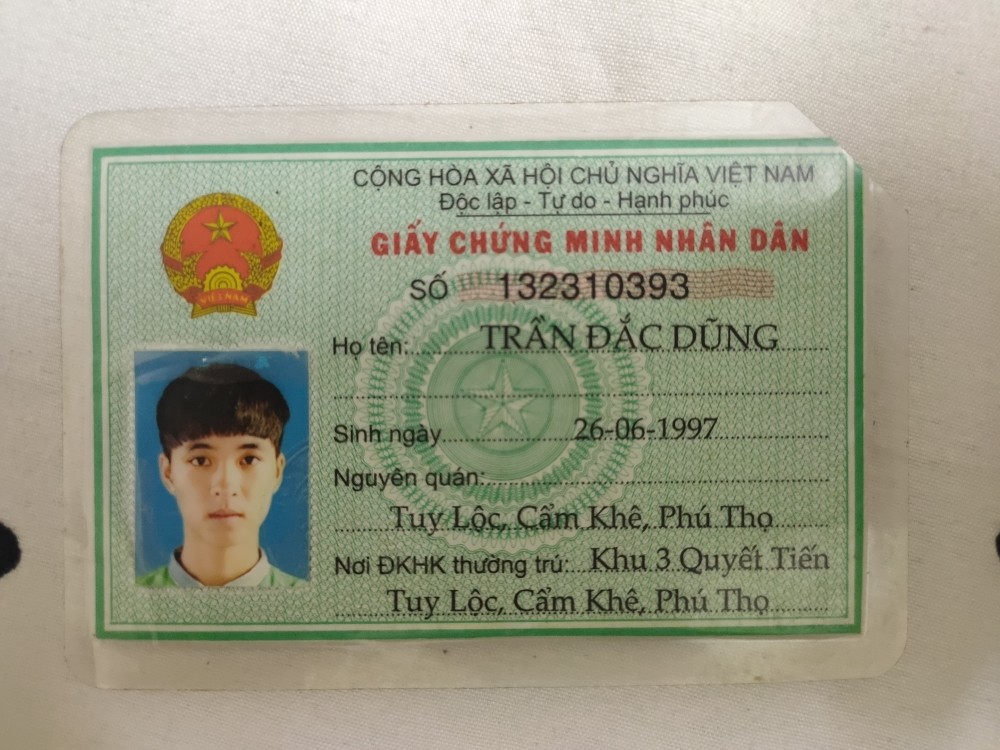 CỘNG HÒA XÃ HỘI CHỦ NGHĨA VIỆT NAM
Độc lập - Tự do - Hạnh phúc
GIẤY CHỨNG MINH NHÂN DÂN
SỐ 132310393
Họ tên: TRẦN ĐẮC DŨNG
Sinh ngày 26-06-1997
Nguyên quán:
Tuy Lộc, Cẩm Khê, Phú Thọ
Nơi ĐKHK thường trú: Khu 3 Quyết Tiến
Tuy Lộc, Cẩm Khê, Phú Thọ
VIỆT NAM